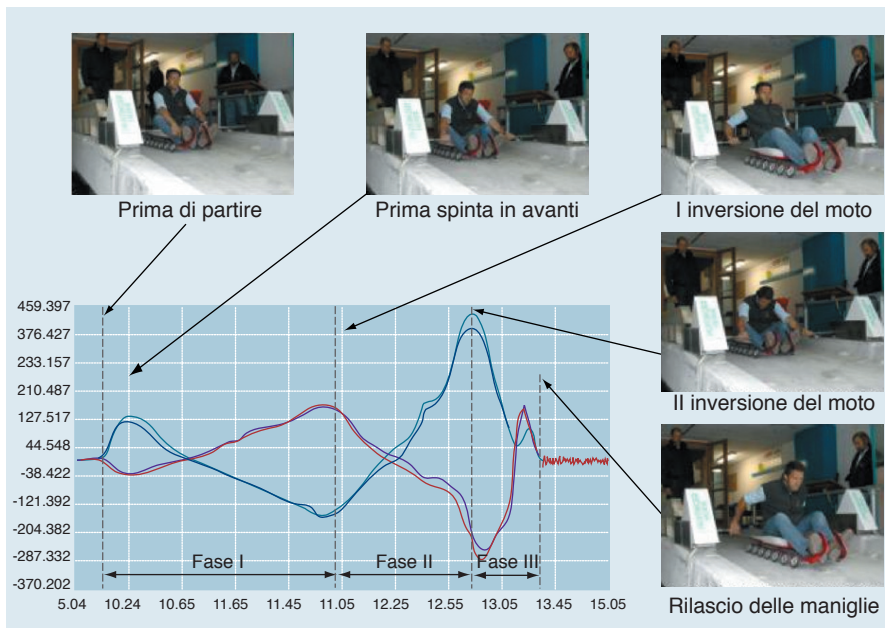 Prima di partire
Prima spinta in avanti
I inversione del moto
II inversione del moto
Rilascio delle maniglie
459.397
376.427
233.157
210.487
127.517
44.548
-38.422
-121.392
-204.382
-287.332
-370.202
Fase I
Fase II
Fase III
5.04
10.24
10.65
11.65
11.45
11.05
12.25
12.55
13.05
13.45
15.05